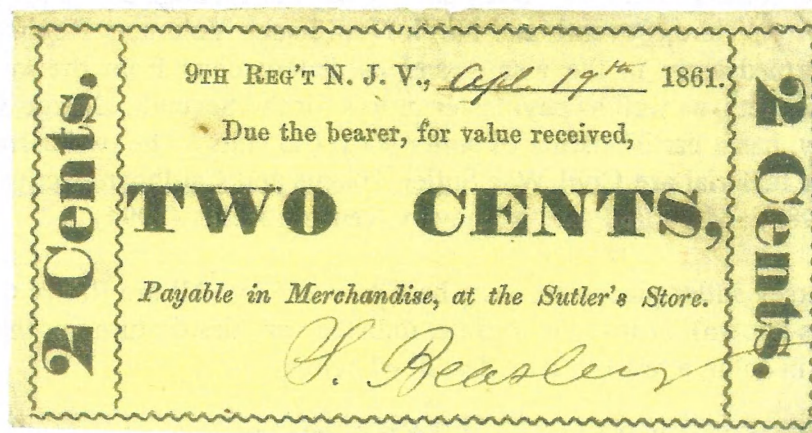 2 Cents.
9TH REG'T N. J. V., Apl. 19th 1861.
Due the bearer, for value received,
TWO CENTS,
Payable in Merchandise, at the Sutler's Store.
Beasley
2 Cents.